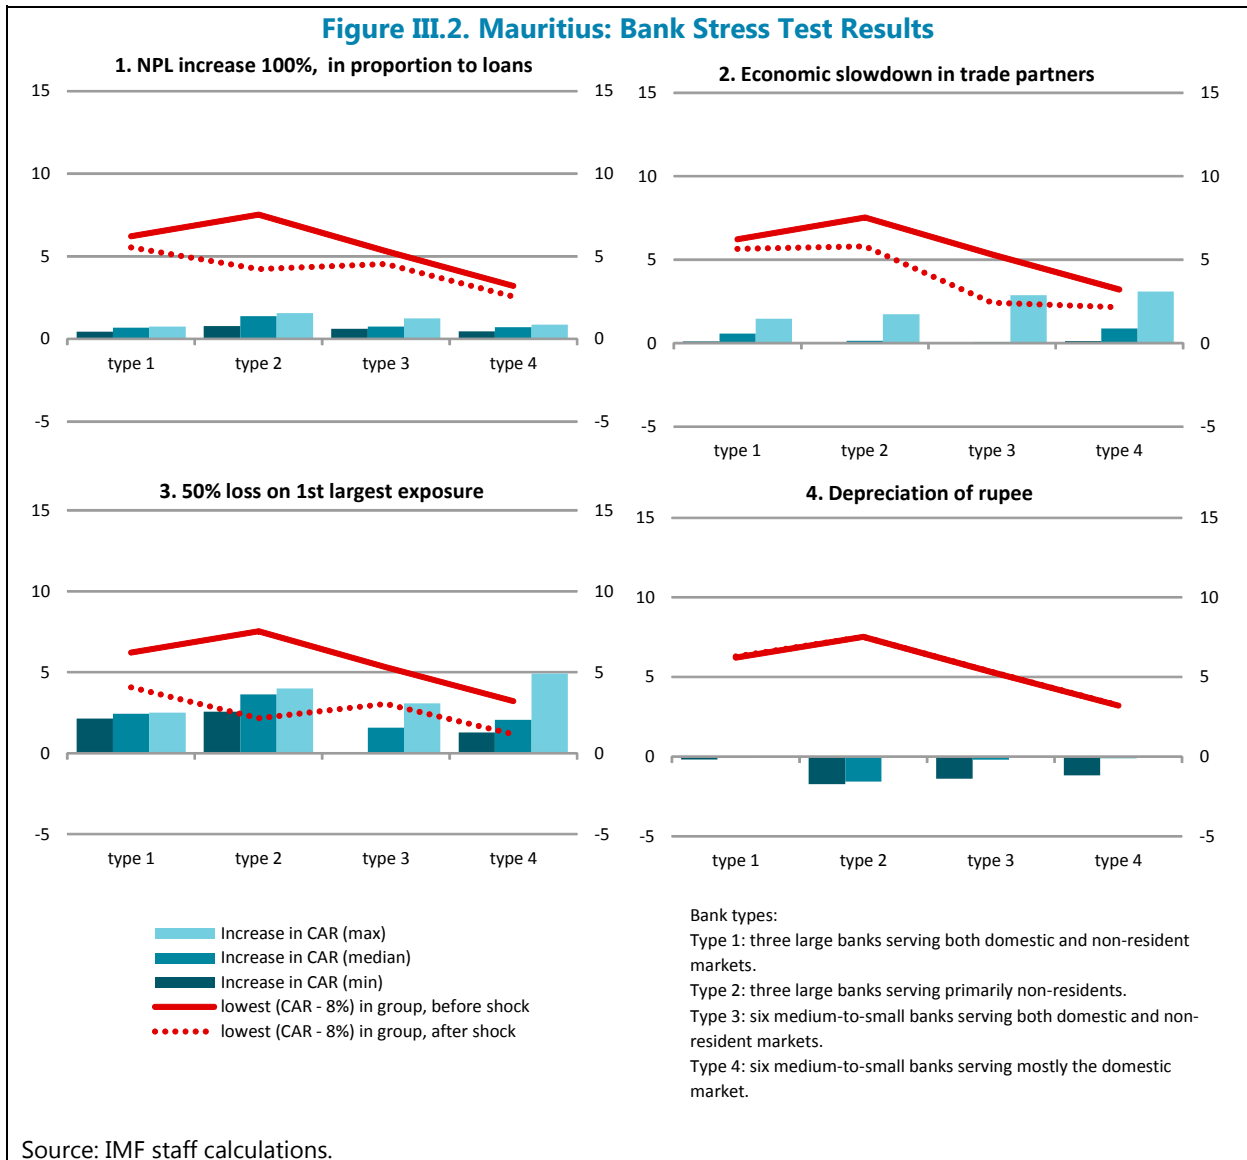 Figure III.2. Mauritius: Bank Stress Test Results
1. NPL increase 100%, in proportion to loans
15 15
10 10
5 5
0 0
type 1 type 2 type 3 type 4
-5 -5
2. Economic slowdown in trade partners
15 15
10 10
5 5
0 0
-5 -5
type 1 type 2 type 3 type 4
3. 50% loss on 1st largest exposure
15 15
10 10
5 5
0 0
-5 -5
type 1 type 2 type 3 type 4
4. Depreciation of rupee
15 15
10 10
5 5
0 0
-5 -5
type 1 type 2 type 3 type 4
Increase in CAR (max)
Increase in CAR (median)
Increase in CAR (min)
lowest (CAR - 8%) in group, before shock
lowest (CAR - 8%) in group, after shock
Bank types:
Type 1: three large banks serving both domestic and non-resident
markets.
Type 2: three large banks serving primarily non-residents.
Type 3: six medium-to-small banks serving both domestic and non-
resident markets.
Type 4: six medium-to-small banks serving mostly the domestic
market.
Source: IMF staff calculations.